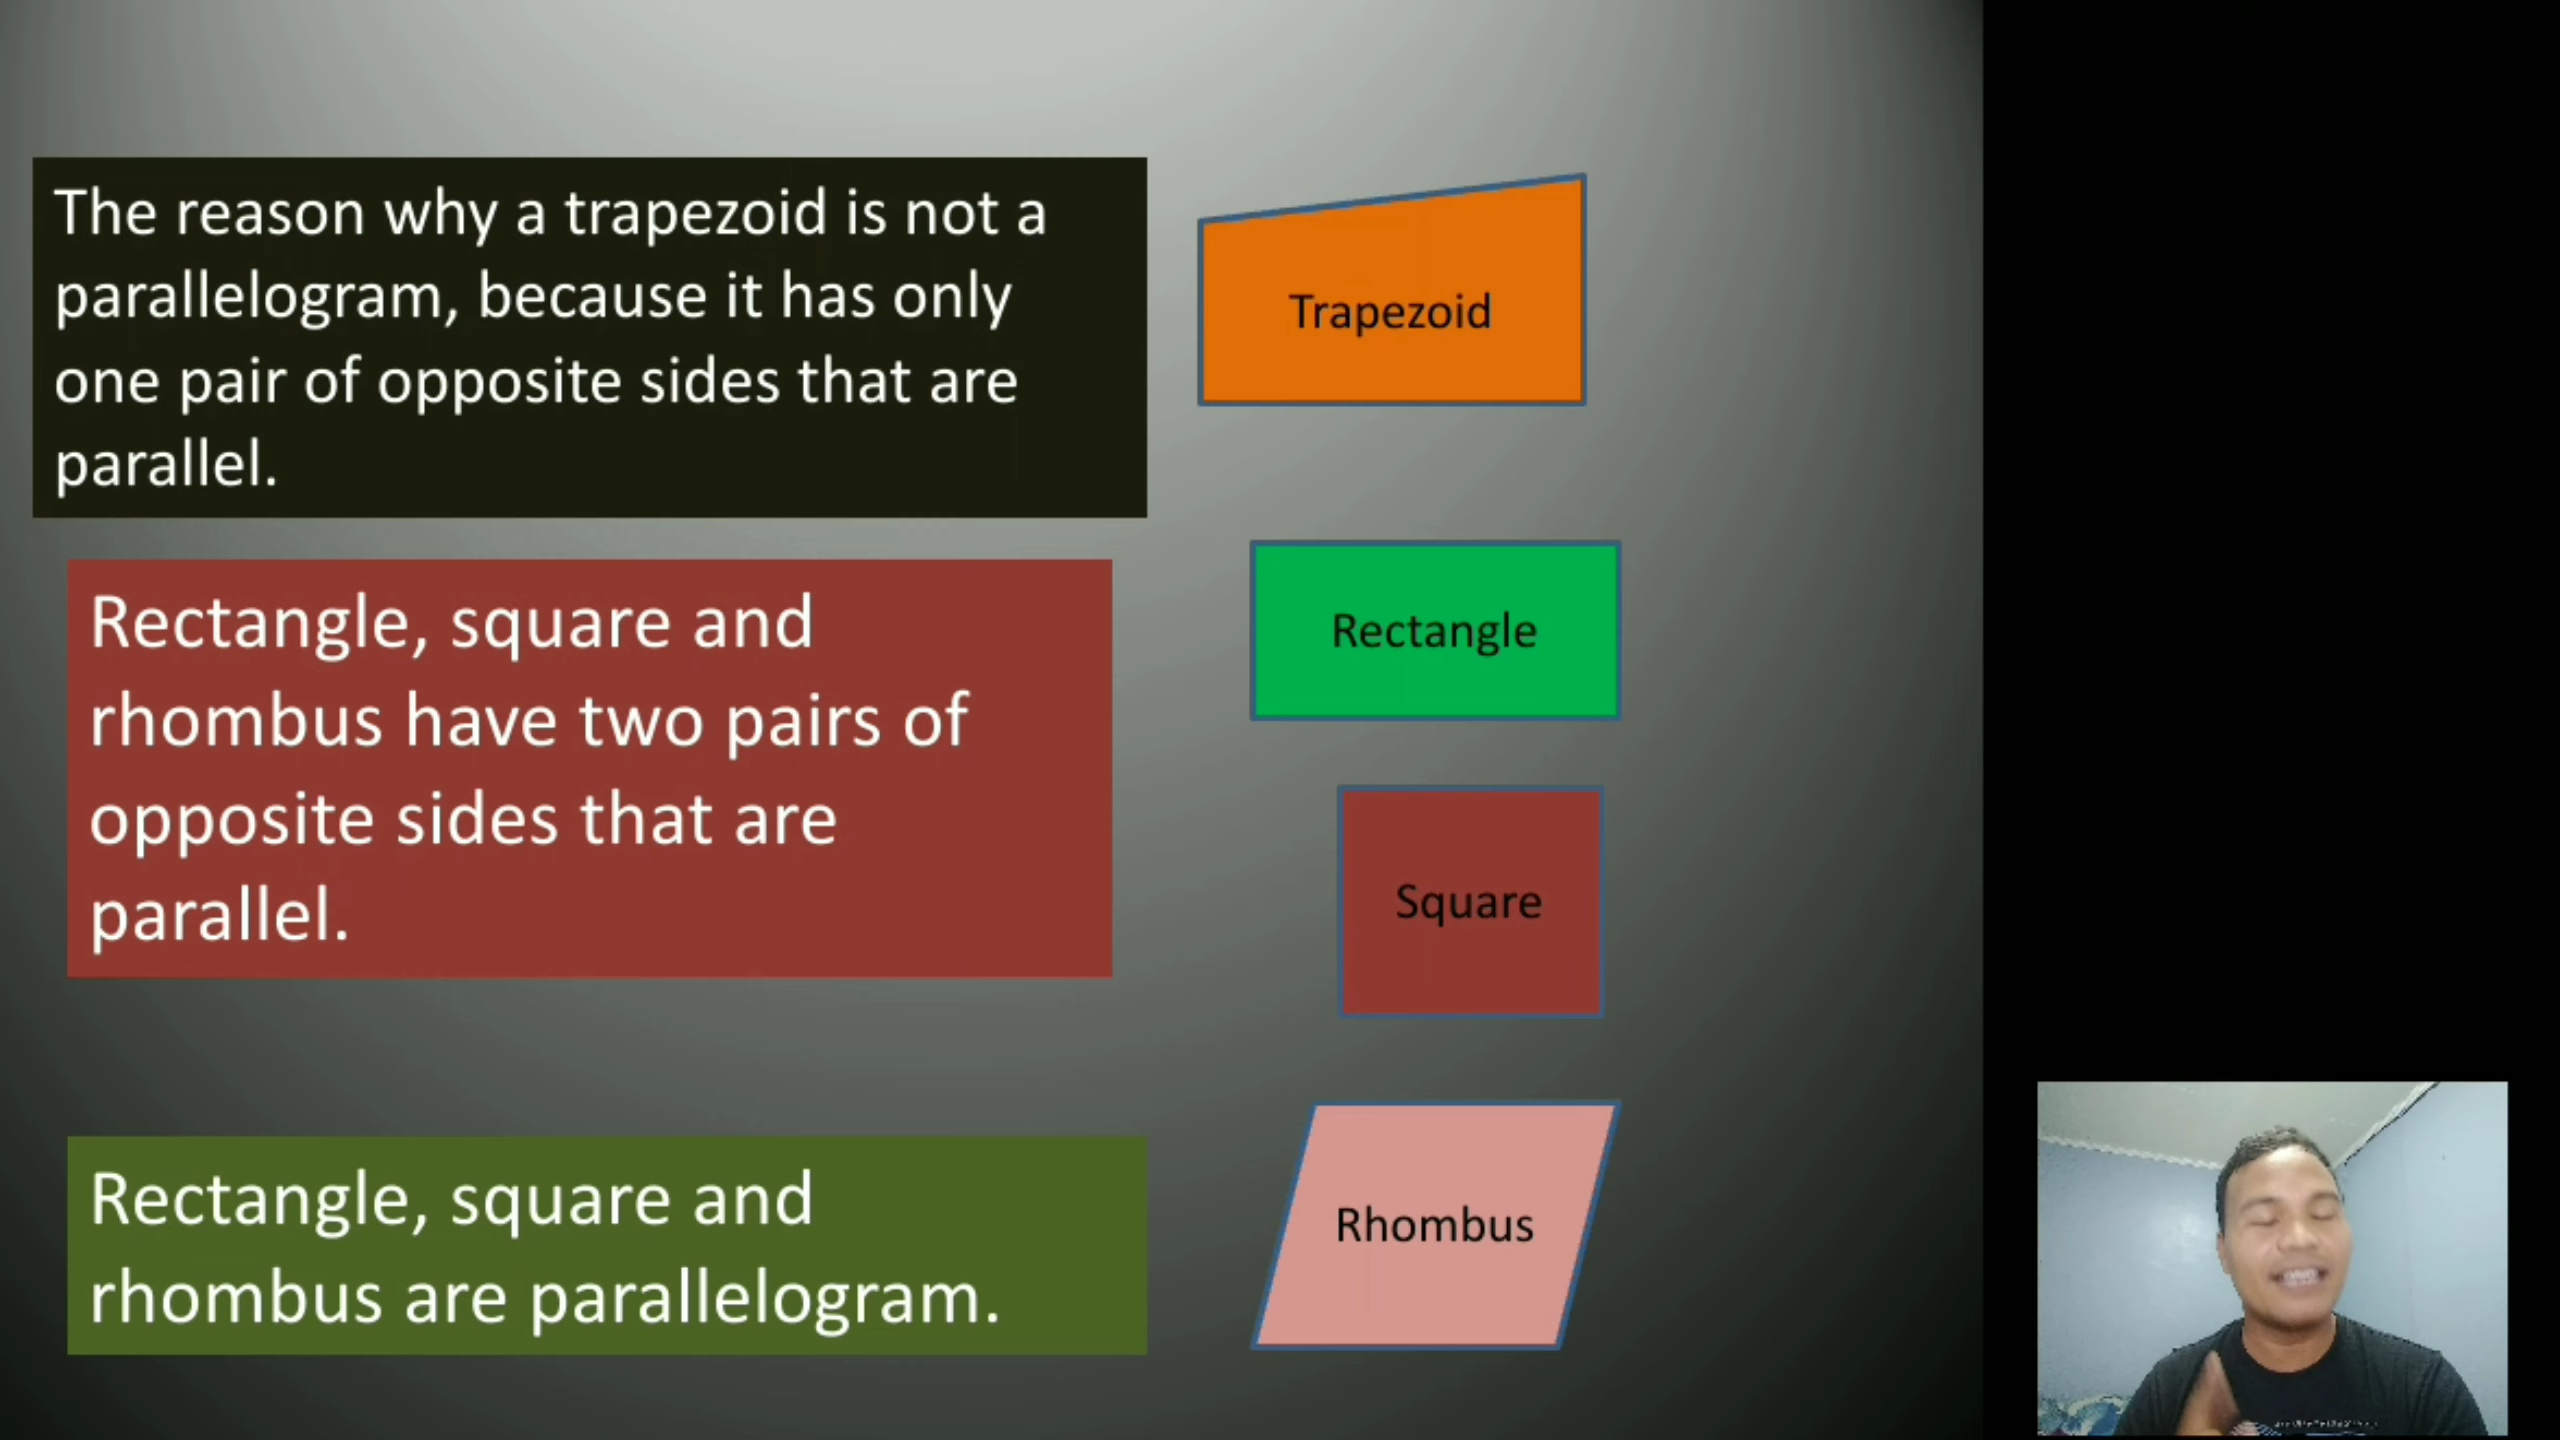 The reason why a trapezoid is not a
parallelogram, because it has only
one pair of opposite sides that are
parallel.
Trapezoid
Rectangle, square and
rhombus have two pairs of
opposite sides that are
parallel.
Rectangle
Square
Rectangle, square and
rhombus are parallelogram.
Rhombus